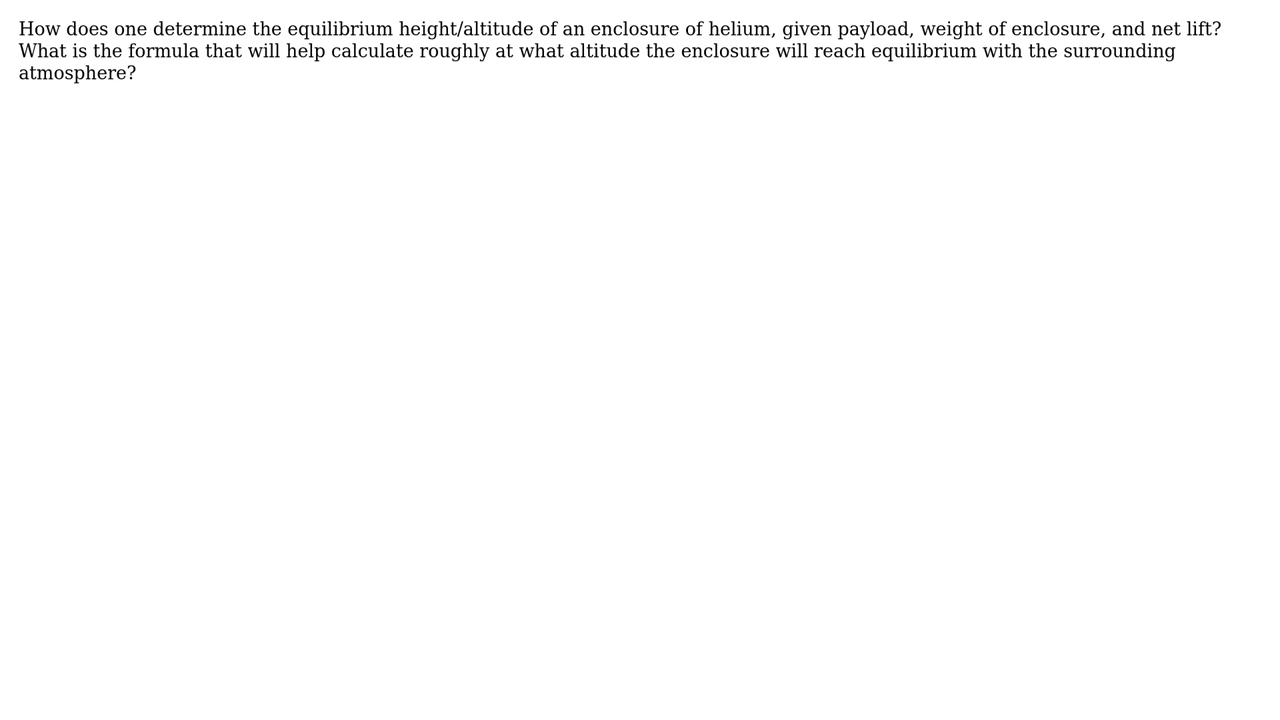 How does one determine the equilibrium height/altitude of an enclosure of helium, given payload, weight of enclosure, and net lift?
What is the formula that will help calculate roughly at what altitude the enclosure will reach equilibrium with the surrounding
atmosphere?